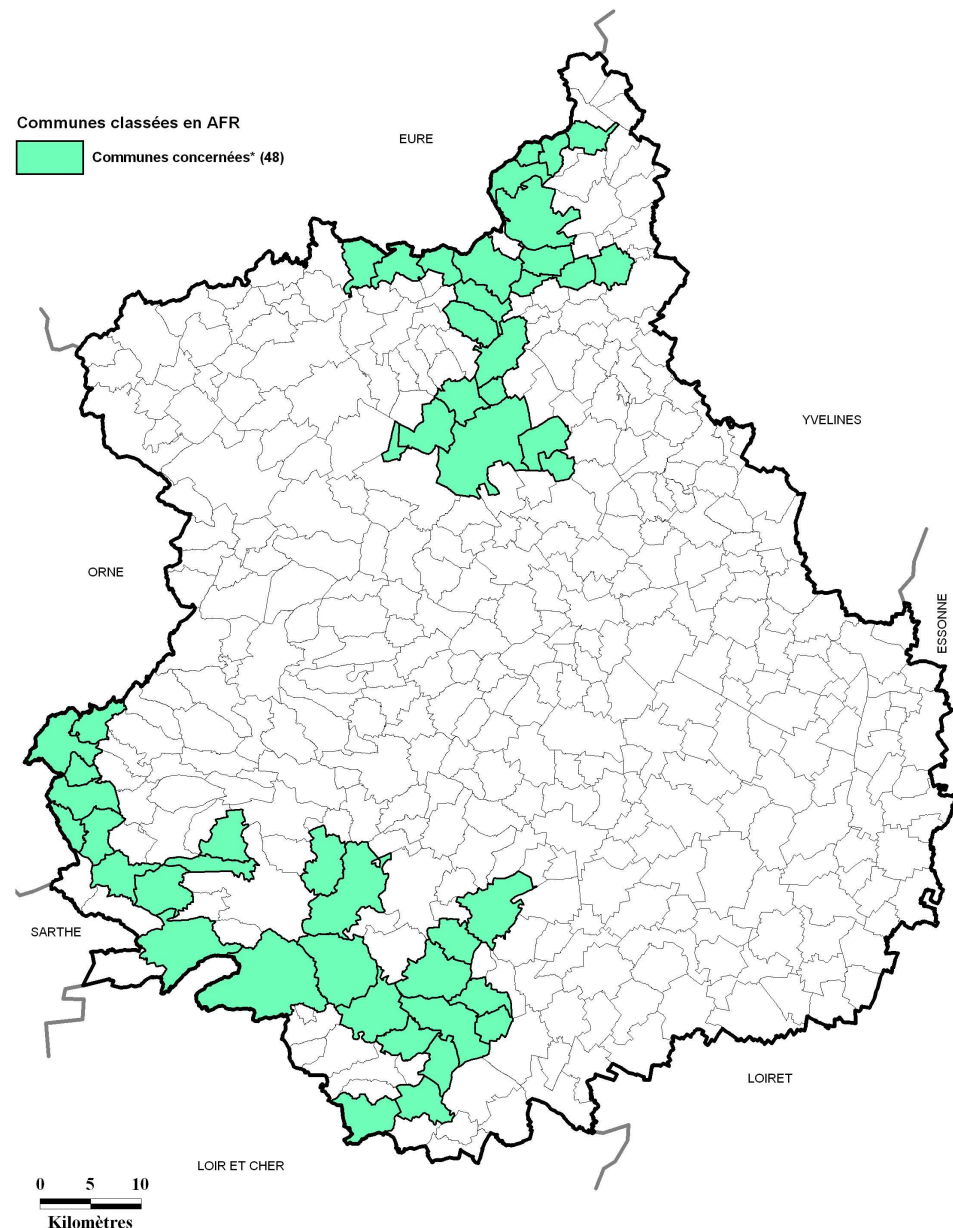 Communes classées en AFR
Communes concernées* (48)
EURE
YVELINES
ORNE
ESSONNE
SARTHE
LOIRET
LOIR ET CHER
0 5 10
Kilomètres